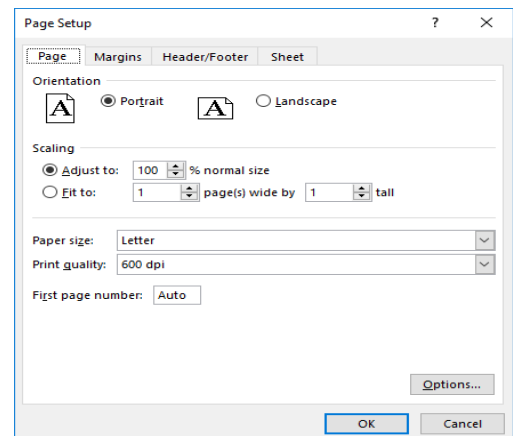 Page Setup ? ×
Page Margins Header/Footer Sheet
Orientation
A Portrait A Landscape
Scaling
Adjust to: 100 % normal size
Fit to: 1 page(s) wide by 1 tall
Paper size: Letter
Print quality: 600 dpi
First page number: Auto
Options...
OK Cancel